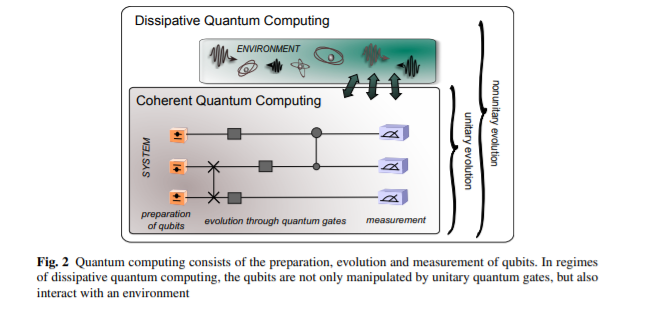 Dissipative Quantum Computing
ENVIRONMENT
Coherent Quantum Computing
SYSTEM
preparation
of qubits
evolution through quantum gates
measurement
unitary evolution
nonunitary evolution
Fig. 2 Quantum computing consists of the preparation, evolution and measurement of qubits. In regimes
of dissipative quantum computing, the qubits are not only manipulated by unitary quantum gates, but also
interact with an environment